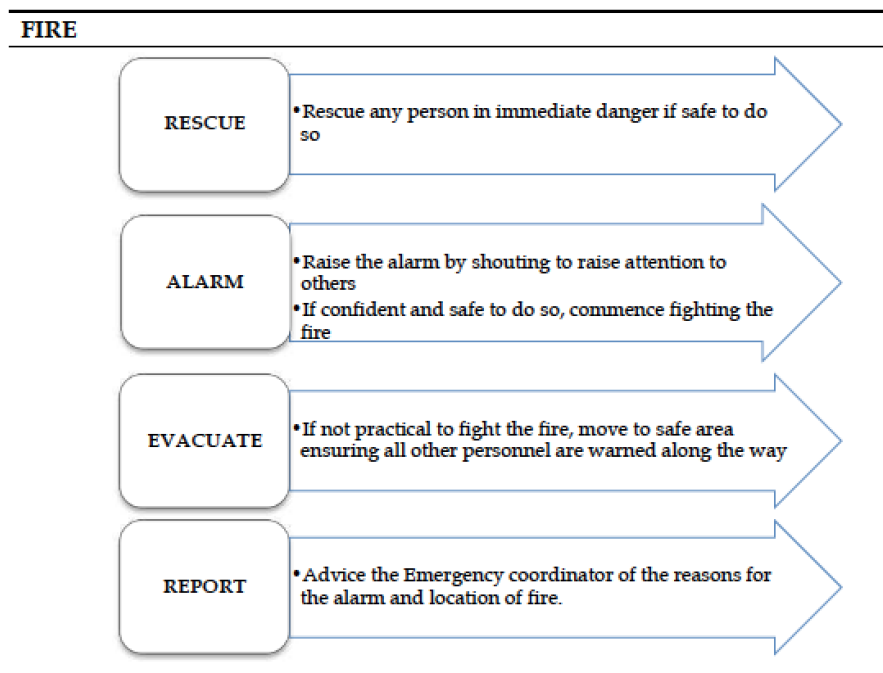 FIRE
RESCUE
•Rescue any person in immediate danger if safe to do
so
ALARM
•Raise the alarm by shouting to raise attention to
others
•If confident and safe to do so, commence fighting the
fire
EVACUATE
•If not practical to fight the fire, move to safe area
ensuring all other personnel are warned along the way
REPORT
•Advice the Emergency coordinator of the reasons for
the alarm and location of fire.